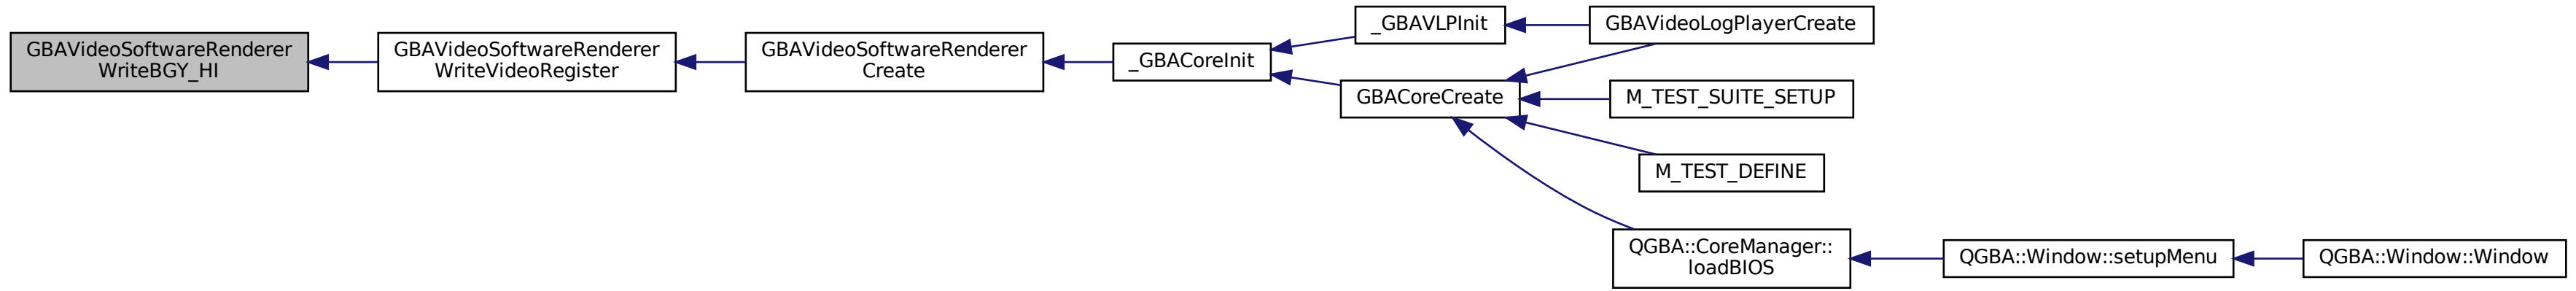 GBAVideoSoftwareRenderer
WriteBGY_HI
GBAVideoSoftwareRenderer
WriteVideoRegister
GBAVideoSoftwareRenderer
Create
_GBACoreInit
_GBAVLPInit
GBAVideoLogPlayerCreate
GBACoreCreate
M_TEST_SUITE_SETUP
M_TEST_DEFINE
QGBA::CoreManager::
loadBIOS
QGBA::Window::setupMenu
QGBA::Window::Window